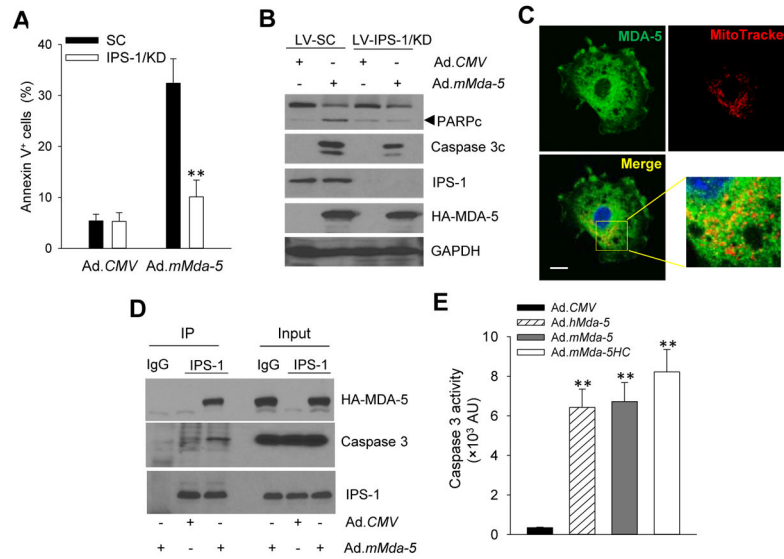 A
SC
IPS-1/KD
Annexin V⁺ cells (%)
40
30
20
10
0
**
Ad.CMV Ad.mMda-5
B
LV-SC LV-IPS-1/KD
+ - + - Ad.CMV
- + - + Ad.mMda-5
PARPc
Caspase 3c
IPS-1
HA-MDA-5
GAPDH
C
MDA-5
MitoTracke
Merge
D
IP Input
IgG IPS-1 IgG IPS-1
HA-MDA-5
Caspase 3
IPS-1
- + - - + - Ad.CMV
+ - + + - + Ad.mMda-5
E
Ad.CMV
Ad.hMda-5
Ad.mMda-5
Ad.mMda-5HC
Caspase 3 activity
(×10³ AU)
10
8
6
4
2
0
** ** **